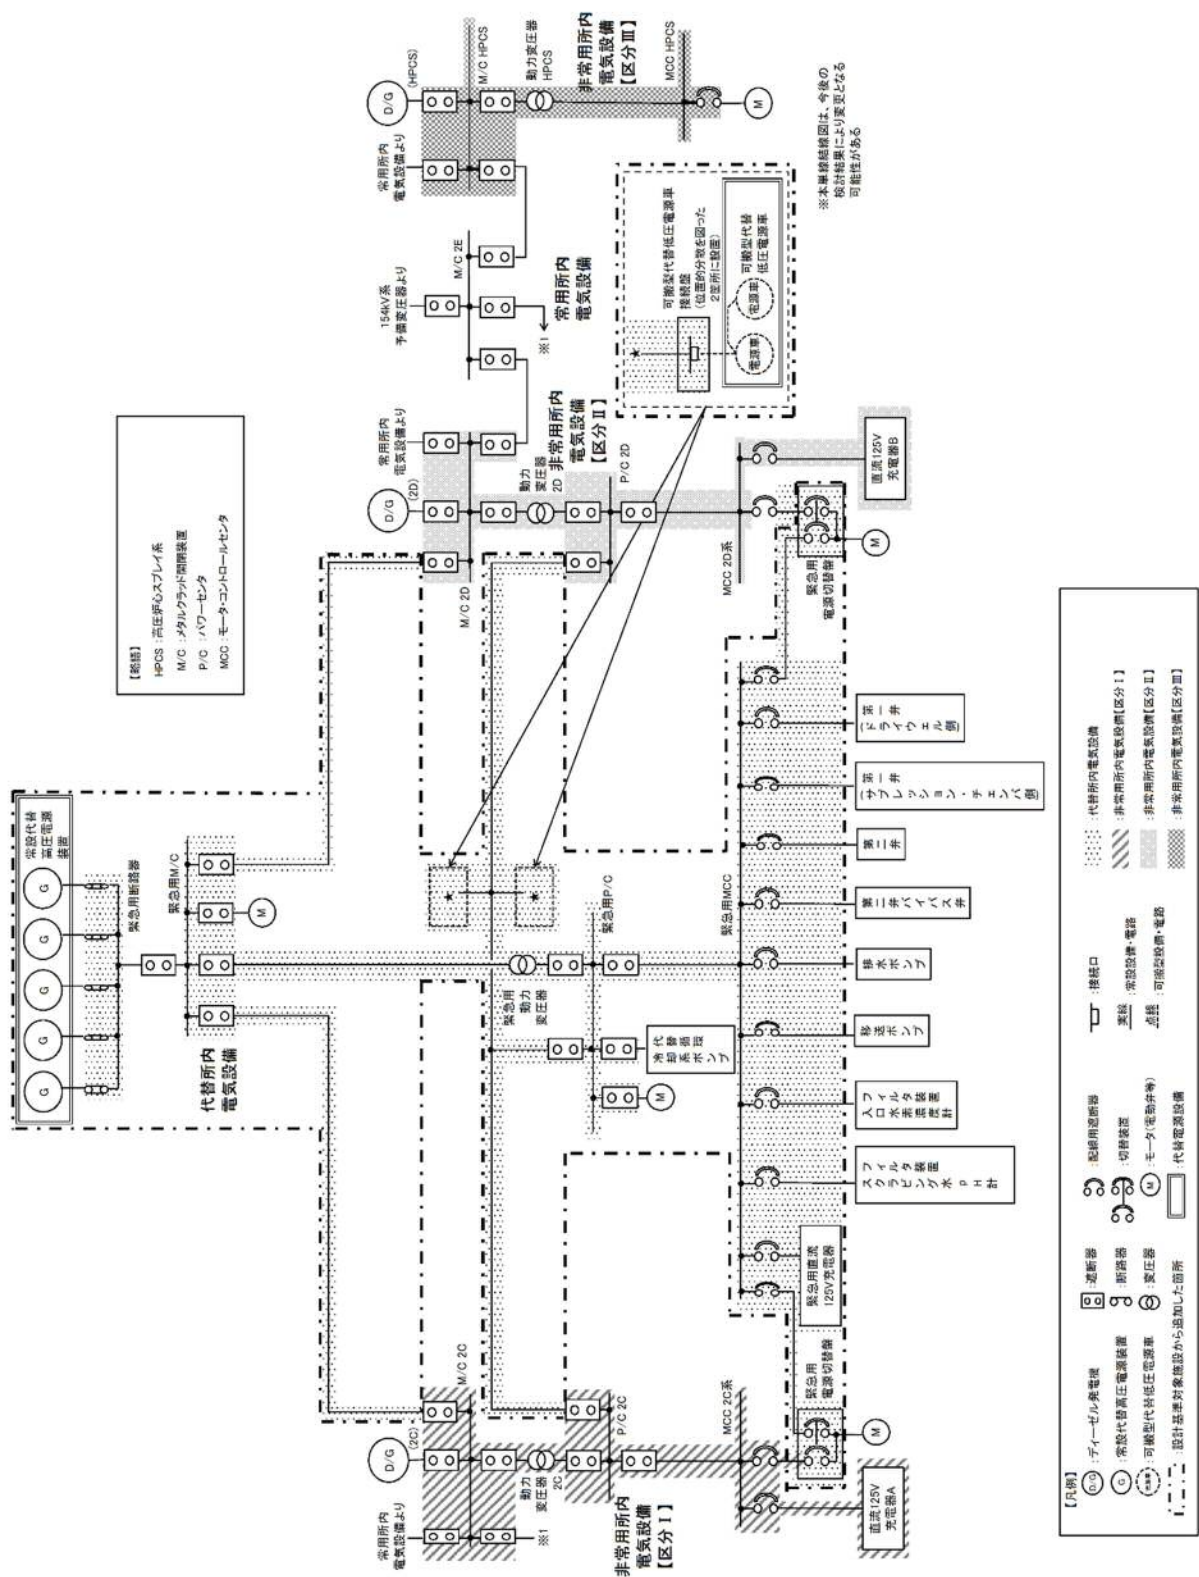 常設代替
高圧電源
装置
G
G
G
G
G
緊急用断路器
緊急用M/C
M
代替所内
電気設備
【略語】
HPCS :高圧炉心スプレイ系
M/C :メタルクラッド開閉装置
P/C :パワーセンタ
MCC :モータ・コントロールセンタ
常用所内
電気設備より
D/G
(2C)
M/C 2C
※1
動力
変圧器
2C
非常用所内
電気設備
【区分Ⅰ】
P/C 2C
MCC 2C系
直流125V
充電器A
緊急用
電源切替盤
M
緊急用直流
125V充電器
フィルタ装置
スクラビング水pH計
フィルタ装置
入口水素濃度計
移送ポンプ
排水ポンプ
第二弁バイパス弁
第二弁
第一弁
(サプレッション・チェンバ側)
第一弁
(ドライウェル側)
緊急用MCC
緊急用
動力
変圧器
緊急用P/C
代替循環
冷却系ポンプ
M
★
★
D/G
(2D)
常用所内
電気設備より
M/C 2D
動力
変圧器
2D
非常用所内
電気設備
【区分Ⅱ】
P/C 2D
MCC 2D系
緊急用
電源切替盤
M
直流125V
充電器B
154kV系
予備変圧器より
M/C 2E
※1
常用所内
電気設備
常用所内
電気設備より
D/G
(HPCS)
M/C HPCS
動力変圧器
HPCS
非常用所内
電気設備
【区分Ⅲ】
MCC HPCS
M
★
可搬型代替低圧電源車
接続盤
(位置的分散を図った
2箇所に設置)
電源車
電源車
可搬型代替
低圧電源車
※本単線結線図は、今後の
検討結果により変更となる
可能性がある
【凡例】
D/G :ディーゼル発電機
G :常設代替高圧電源装置
電源車 :可搬型代替低圧電源車
:設計基準対象施設から追加した箇所
:遮断器
:断路器
:変圧器
:配線用遮断器
:切替装置
M :モータ(電動弁等)
:代替電源設備
:接続口
実線 :常設設備・電路
点線 :可搬型設備・電路
:代替所内電気設備
:非常用所内電気設備[区分Ⅰ]
:非常用所内電気設備[区分Ⅱ]
:非常用所内電気設備[区分Ⅲ]